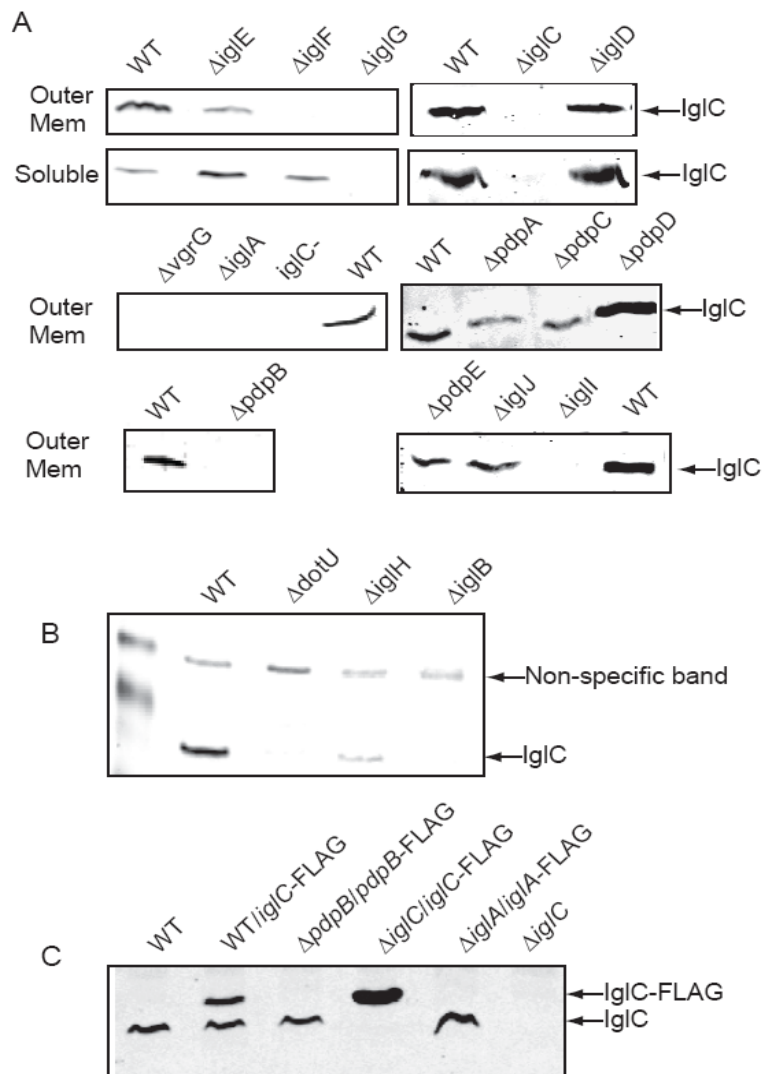 A
WT ΔiglE ΔiglF ΔiglG WT ΔiglC ΔiglD
Outer
Mem
IglC
Soluble
IglC
ΔvgrG ΔiglA iglC- WT WT ΔpdpA ΔpdpC ΔpdpD
Outer
Mem
IglC
WT ΔpdpB ΔpdpE ΔiglJ ΔiglI WT
Outer
Mem
IglC
B
WT ΔdotU ΔiglH ΔiglB
Non-specific band
IglC
C
WT WT/iglC-FLAG ΔpdpB/pdpB-FLAG ΔiglC/iglC-FLAG ΔiglA/iglA-FLAG ΔiglC
IglC-FLAG
IglC